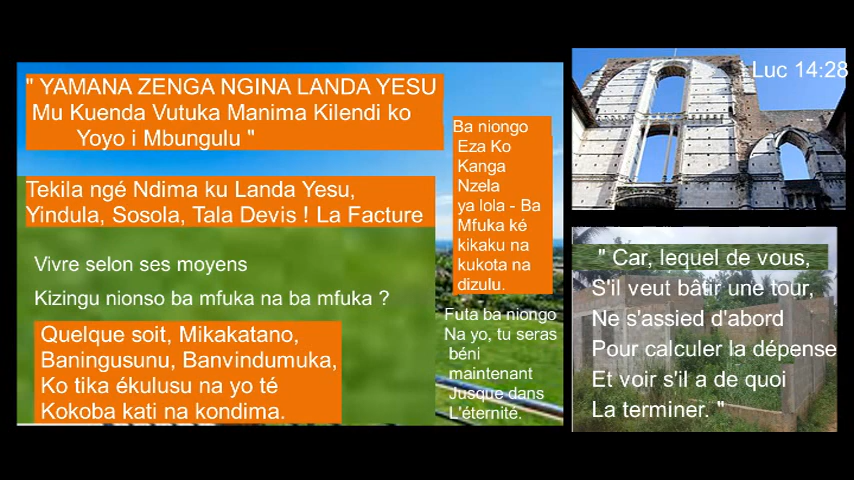 " YAMANA ZENGA NGINA LANDA YESU
Mu Kuenda Vutuka Manima Kilendi ko
Yoyo i Mbungulu "
Tekila ngé Ndima ku Landa Yesu,
Yindula, Sosola, Tala Devis ! La Facture
Vivre selon ses moyens
Kizingu nionso ba mfuka na ba mfuka ?
Quelque soit, Mikakatano,
Baningusunu, Banvindumuka,
Ko tika ékulusu na yo té
Kokoba kati na kondima.
Ba niongo
Eza Ko
Kanga
Nzela
ya lola - Ba
Mfuka ké
kikaku na
kukota na
dizulu.
Futa ba niongo
Na yo, tu seras
béni
maintenant
Jusque dans
L'éternité.
Luc 14:28
" Car, lequel de vous,
S'il veut bâtir une tour,
Ne s'assied d'abord
Pour calculer la dépense
Et voir s'il a de quoi
La terminer. "